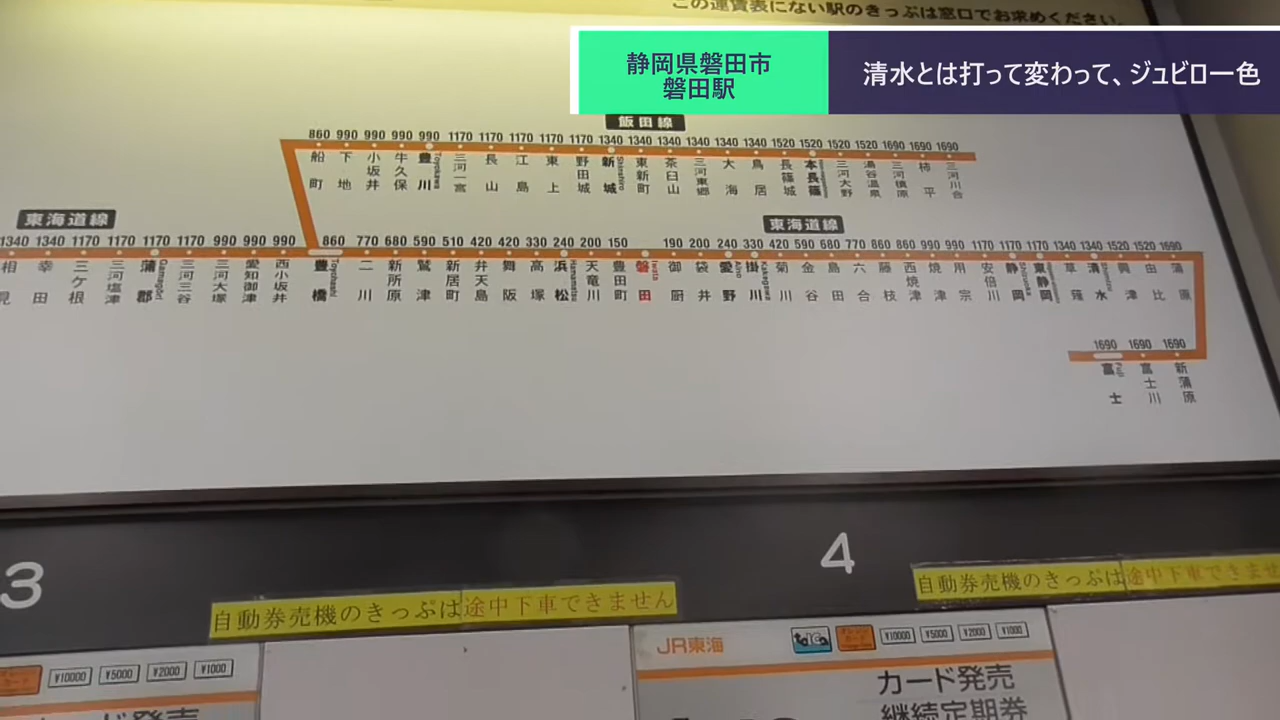 この運賃表にない駅のきっぷは窓口でお求めください。
静岡県磐田市
磐田駅
清水とは打って変わって、ジュビロ一色
飯田線
860 990 990 990 990 1170 1170 1170 1170 1170 1340 1340 1340 1340 1340 1340 1520 1520 1520 1520 1690 1690 1690
船町 下地 小坂井 牛久保 豊川 Toyokawa 三河一宮 長山 江島 東上 野田城 新城 Shinshiro 東新町 茶臼山 三河東郷 大海 鳥居 長篠城 本長篠 三河大野 湯谷温泉 三河槙原 柿平 三河川合
東海道線
東海道線
1340 1340 1170 1170 1170 1170 990 990 990 860 770 680 590 510 420 420 330 240 200 150 190 200 240 330 420 590 680 770 860 860 990 990 1170 1170 1170 1340 1340 1520 1520 1690
相見 幸田 三ケ根 三河塩津 蒲郡 Gamagori 三河三谷 三河大塚 愛知御津 西小坂井 豊橋 Toyohashi 二川 新所原 鷲津 新居町 弁天島 舞阪 高塚 浜松 Hamamatsu 天竜川 豊田町 磐田 Iwata 御厨 袋井 愛野 Aino 掛川 Kakegawa 菊川 金谷 島田 六合 藤枝 西焼津 焼津 用宗 安倍川 静岡 Shizuoka 東静岡 草薙 清水 Shimizu 興津 由比 蒲原
1690 1690 1690
富士 Fuji 富士川 新蒲原
3
4
自動券売機のきっぷは途中下車できません
自動券売機のきっぷは途中下車できませ
¥10000 ¥5000 ¥2000 ¥1000
JR東海 toica ¥10000 ¥5000 ¥2000 ¥1000
カード発売
カード発売
継続定期券